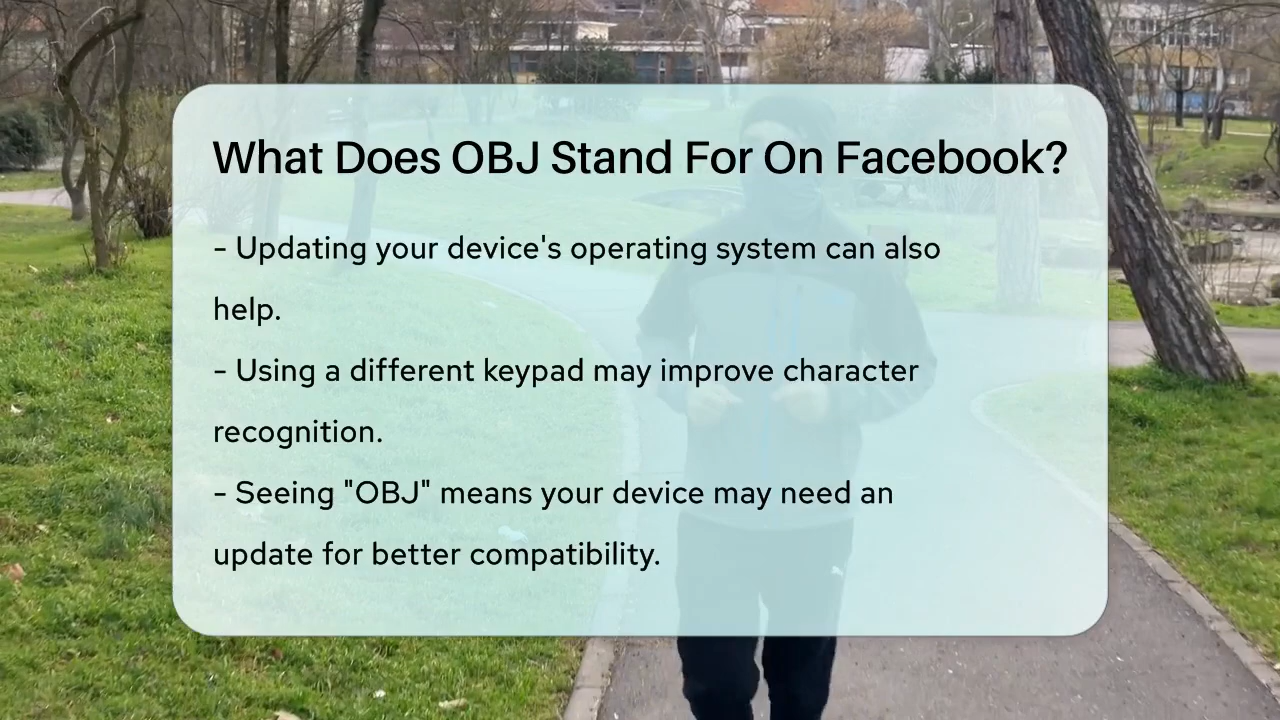 What Does OBJ Stand For On Facebook?
- Updating your device's operating system can also
help.
- Using a different keypad may improve character
recognition.
- Seeing "OBJ" means your device may need an
update for better compatibility.